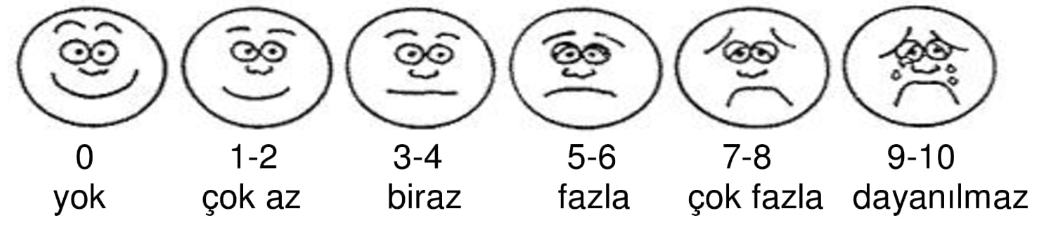 0 1-2 3-4 5-6 7-8 9-10
yok çok az biraz fazla çok fazla dayanılmaz